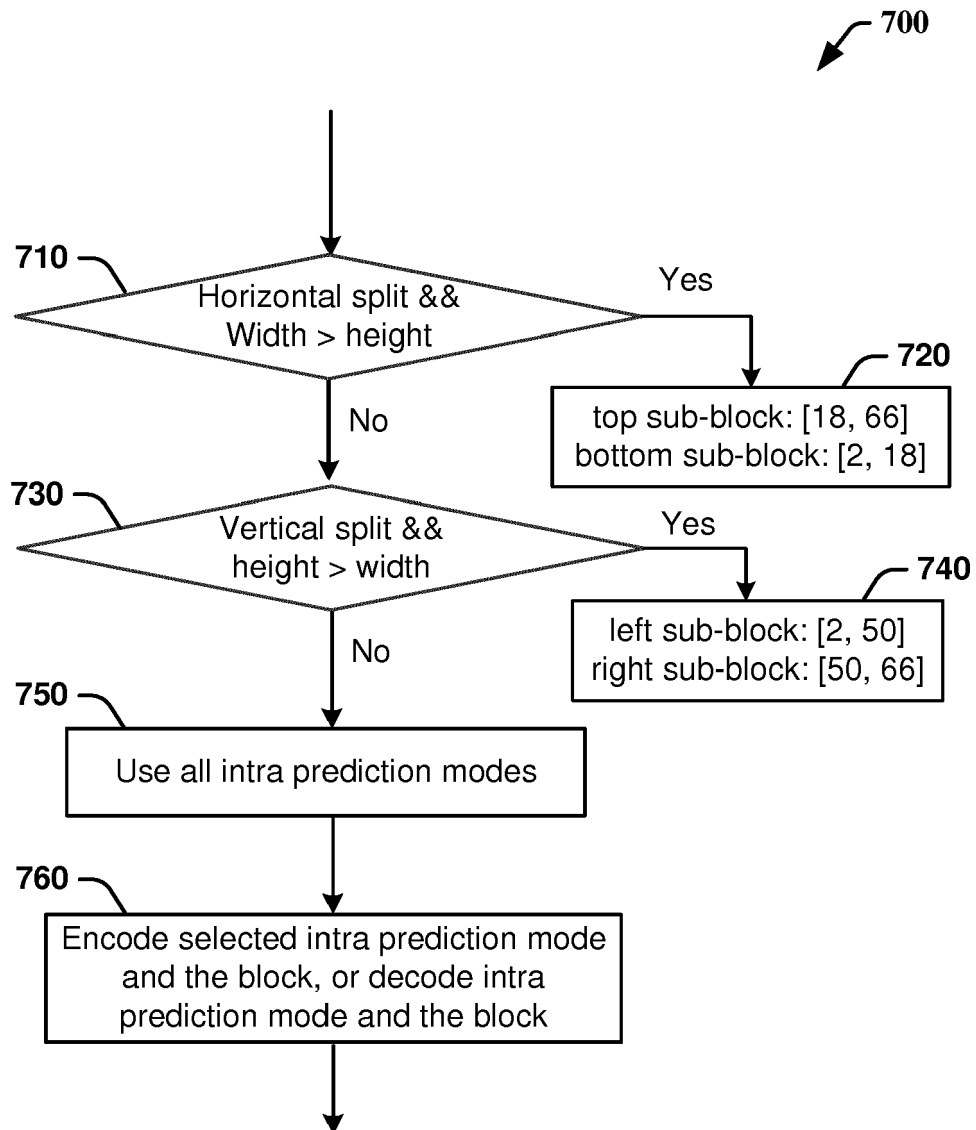 700
710
Horizontal split &&
Width > height
Yes
720
top sub-block: [18, 66]
bottom sub-block: [2, 18]
No
730
Vertical split &&
height > width
Yes
740
left sub-block: [2, 50]
right sub-block: [50, 66]
No
750
Use all intra prediction modes
760
Encode selected intra prediction mode
and the block, or decode intra
prediction mode and the block